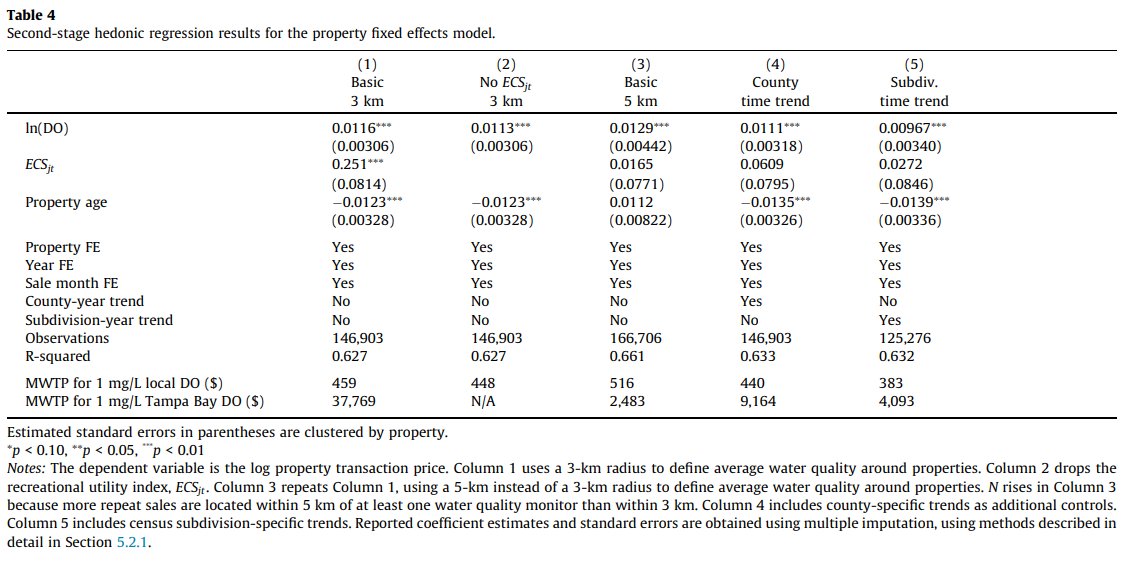 Table 4
Second-stage hedonic regression results for the property fixed effects model.
(1) (2) (3) (4) (5)
Basic No ECSjt Basic County Subdiv.
3 km 3 km 5 km time trend time trend
ln(DO) 0.0116*** 0.0113*** 0.0129*** 0.0111*** 0.00967***
(0.00306) (0.00306) (0.00442) (0.00318) (0.00340)
ECSjt 0.251*** 0.0165 0.0609 0.0272
(0.0814) (0.0771) (0.0795) (0.0846)
Property age −0.0123*** −0.0123*** 0.0112 −0.0135*** −0.0139***
(0.00328) (0.00328) (0.00822) (0.00326) (0.00336)
Property FE Yes Yes Yes Yes Yes
Year FE Yes Yes Yes Yes Yes
Sale month FE Yes Yes Yes Yes Yes
County-year trend No No No Yes No
Subdivision-year trend No No No No Yes
Observations 146,903 146,903 166,706 146,903 125,276
R-squared 0.627 0.627 0.661 0.633 0.632
MWTP for 1 mg/L local DO ($) 459 448 516 440 383
MWTP for 1 mg/L Tampa Bay DO ($) 37,769 N/A 2,483 9,164 4,093
Estimated standard errors in parentheses are clustered by property.
*p < 0.10, **p < 0.05, ***p < 0.01
Notes: The dependent variable is the log property transaction price. Column 1 uses a 3-km radius to define average water quality around properties. Column 2 drops the
recreational utility index, ECSjt. Column 3 repeats Column 1, using a 5-km instead of a 3-km radius to define average water quality around properties. N rises in Column 3
because more repeat sales are located within 5 km of at least one water quality monitor than within 3 km. Column 4 includes county-specific trends as additional controls.
Column 5 includes census subdivision-specific trends. Reported coefficient estimates and standard errors are obtained using multiple imputation, using methods described in
detail in Section 5.2.1.